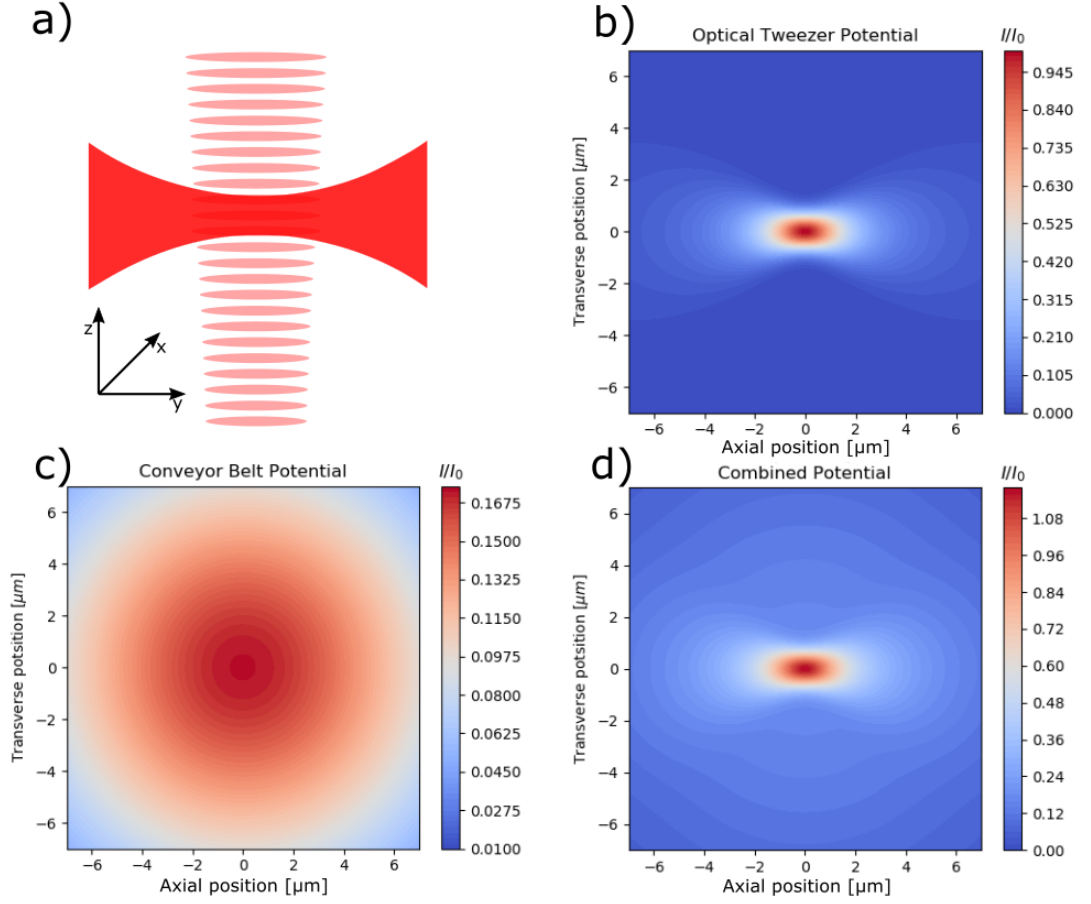 a)
z
x
y
b)
Optical Tweezer Potential
I/I₀
Transverse potsition [μm]
6
4
2
0
−2
−4
−6
−6 −4 −2 0 2 4 6
Axial position [μm]
0.945
0.840
0.735
0.630
0.525
0.420
0.315
0.210
0.105
0.000
c)
Conveyor Belt Potential
I/I₀
Transverse potsition [μm]
6
4
2
0
−2
−4
−6
−6 −4 −2 0 2 4 6
Axial position [μm]
0.1675
0.1500
0.1325
0.1150
0.0975
0.0800
0.0625
0.0450
0.0275
0.0100
d)
Combined Potential
I/I₀
Transverse potsition [μm]
6
4
2
0
−2
−4
−6
−6 −4 −2 0 2 4 6
Axial position [μm]
1.08
0.96
0.84
0.72
0.60
0.48
0.36
0.24
0.12
0.00